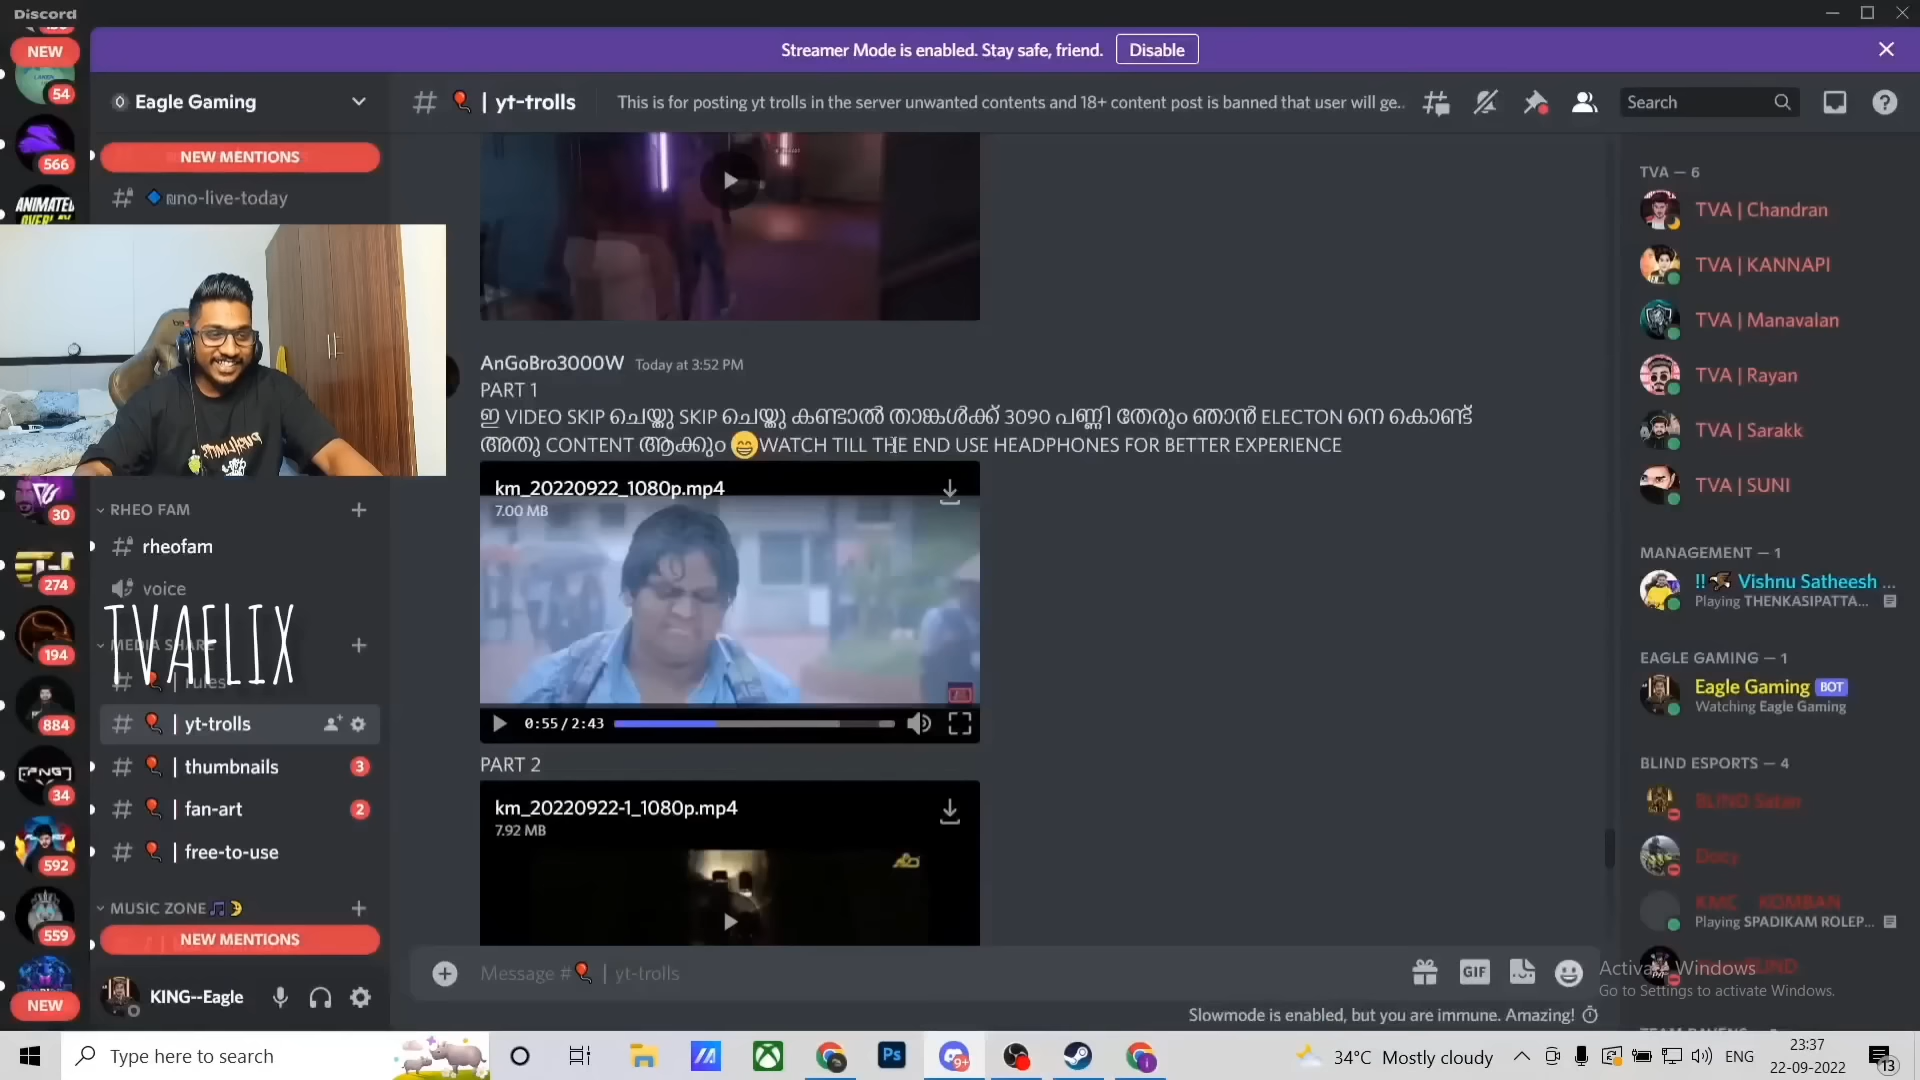 Discord
Streamer Mode is enabled. Stay safe, friend. Disable
NEW
54
566
ANIMATED
OVERLAY
30
274
194
884
34
592
559
NEW
Eagle Gaming
NEW MENTIONS
no-live-today
RHEO FAM
rheofam
voice
TVAFLIX
MEDIA SHARE
| rules
| yt-trolls
| thumbnails 3
| fan-art 2
| free-to-use
MUSIC ZONE
NEW MENTIONS
KING--Eagle
# | yt-trolls This is for posting yt trolls in the server unwanted contents and 18+ content post is banned that user will ge..
Search
AnGoBro3000W Today at 3:52 PM
PART 1
ഇ VIDEO SKIP ചെയ്തു SKIP ചെയ്തു കണ്ടാൽ താങ്കൾക്ക് 3090 പണ്ണി തേരും ഞാൻ ELECTON നെ കൊണ്ട്
അതു CONTENT ആക്കും 😁WATCH TILL THE END USE HEADPHONES FOR BETTER EXPERIENCE
km_20220922_1080p.mp4
7.00 MB
0:55/2:43
PART 2
km_20220922-1_1080p.mp4
7.92 MB
Message # | yt-trolls
GIF
Slowmode is enabled, but you are immune. Amazing!
TVA — 6
TVA | Chandran
TVA | KANNAPI
TVA | Manavalan
TVA | Rayan
TVA | Sarakk
TVA | SUNI
MANAGEMENT — 1
!! Vishnu Satheesh ...
Playing THENKASIPATTA...
EAGLE GAMING — 1
Eagle Gaming BOT
Watching Eagle Gaming
BLIND ESPORTS — 4
BLIND Satan
Docy
KMC KOMBAN
Playing SPADIKAM ROLEP...
Activate Windows
Go to Settings to activate Windows.
Type here to search
Ps
9+
34°C Mostly cloudy
ENG
23:37
22-09-2022
13